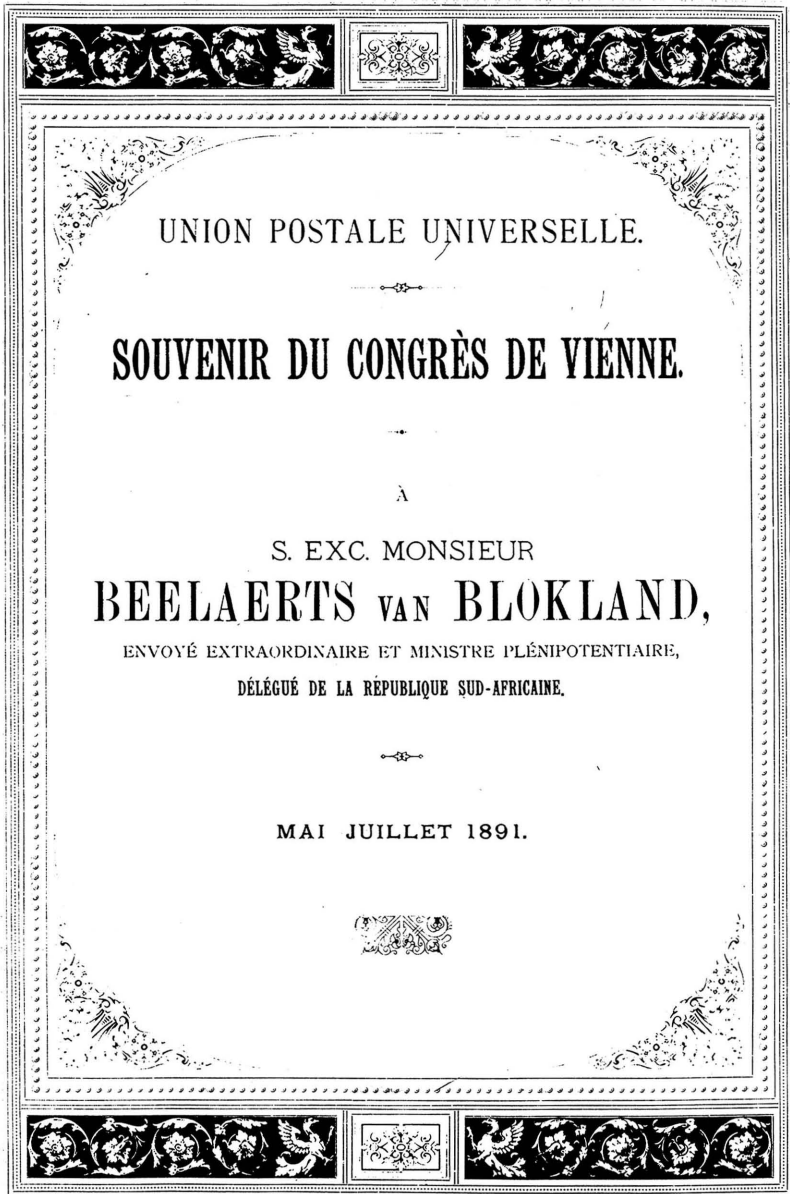 UNION POSTALE UNIVERSELLE.
SOUVENIR DU CONGRÈS DE VIENNE.
À
S. EXC. MONSIEUR
BEELAERTS VAN BLOKLAND,
ENVOYÉ EXTRAORDINAIRE ET MINISTRE PLÉNIPOTENTIAIRE,
DÉLÉGUÉ DE LA RÉPUBLIQUE SUD-AFRICAINE.
MAI JUILLET 1891.